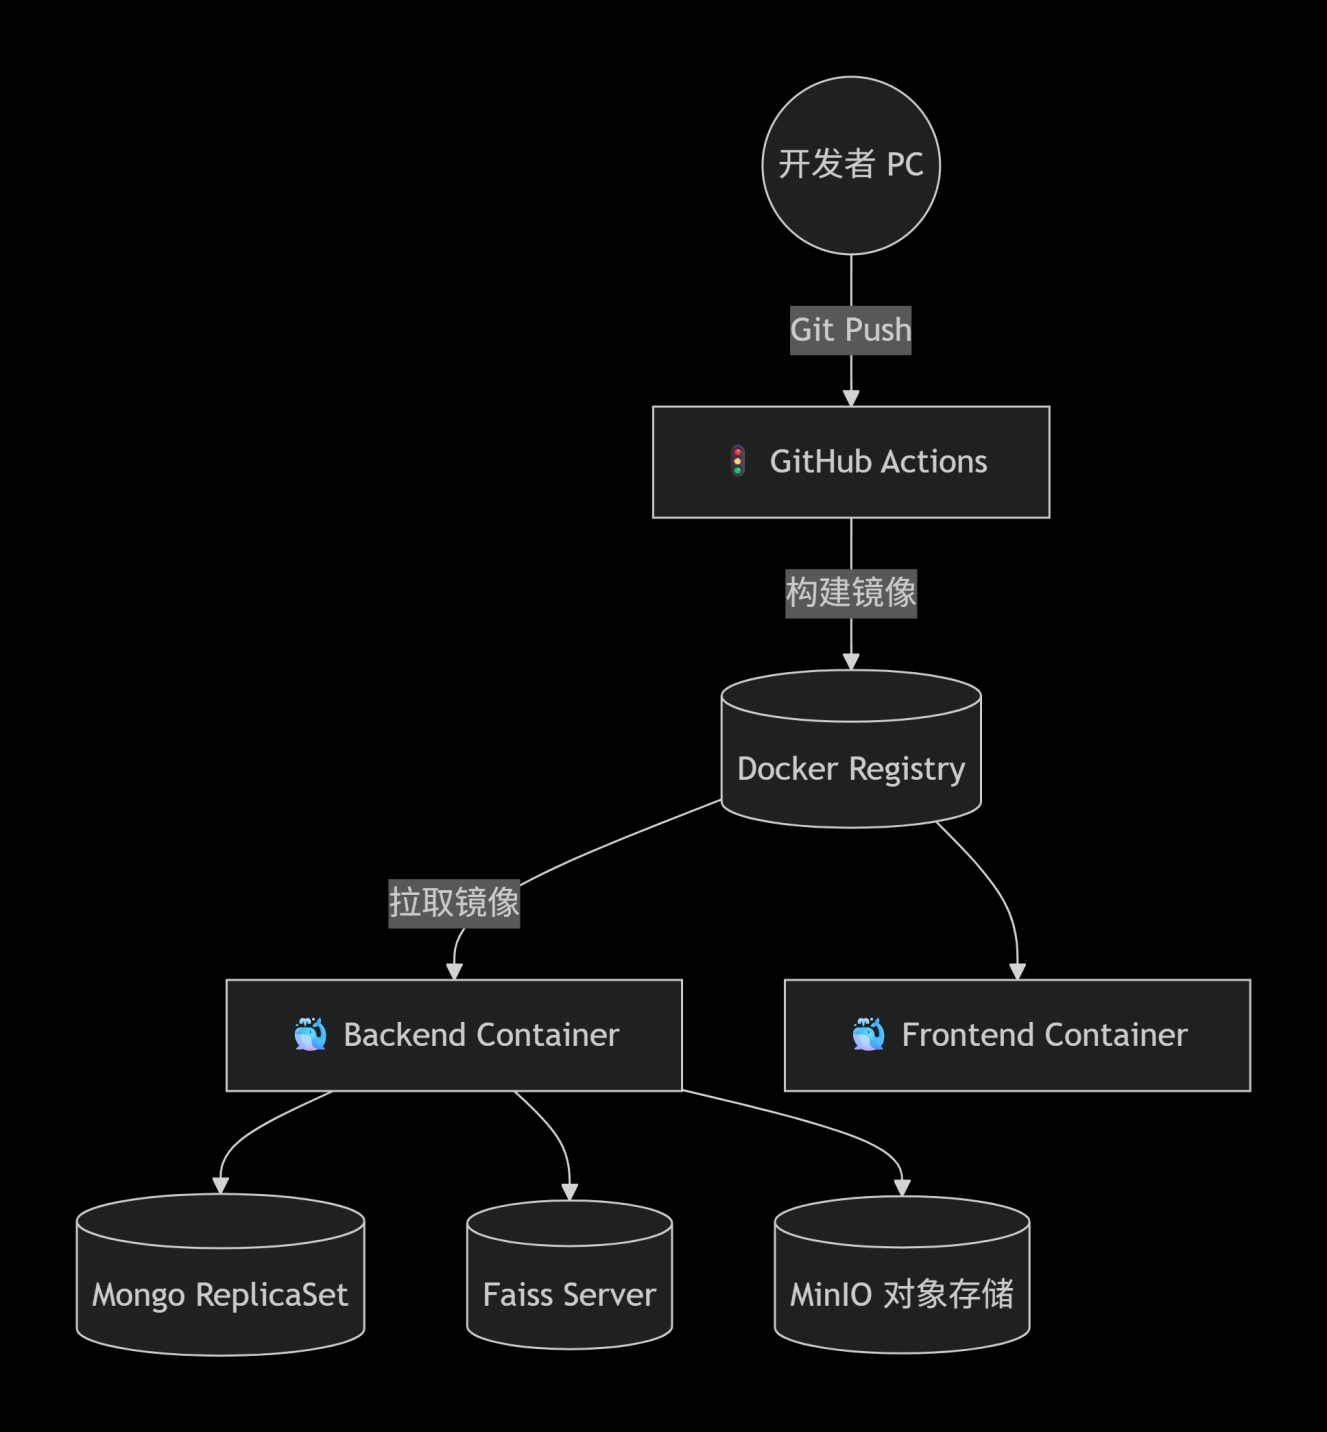 开发者 PC
Git Push
🚦 GitHub Actions
构建镜像
Docker Registry
拉取镜像
🐳 Backend Container
🐳 Frontend Container
Mongo ReplicaSet
Faiss Server
MinIO 对象存储